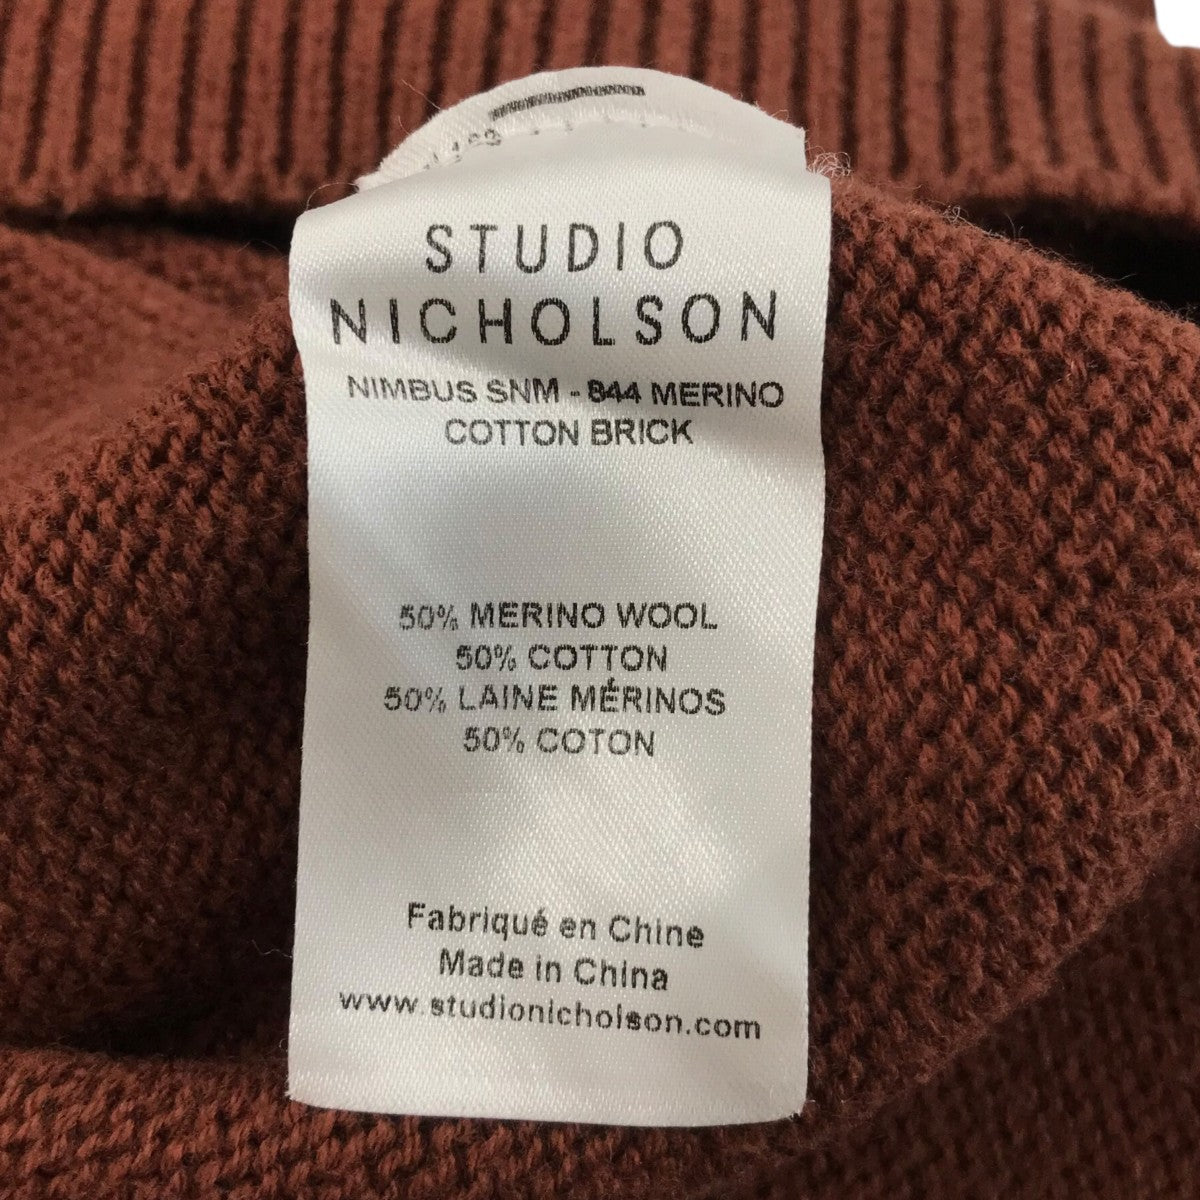 STUDIO
NICHOLSON
NIMBUS SNM - 844 MERINO
COTTON BRICK
50% MERINO WOOL
50% COTTON
50% LAINE MÉRINOS
50% COTON
Fabriqué en Chine
Made in China
www.studionicholson.com